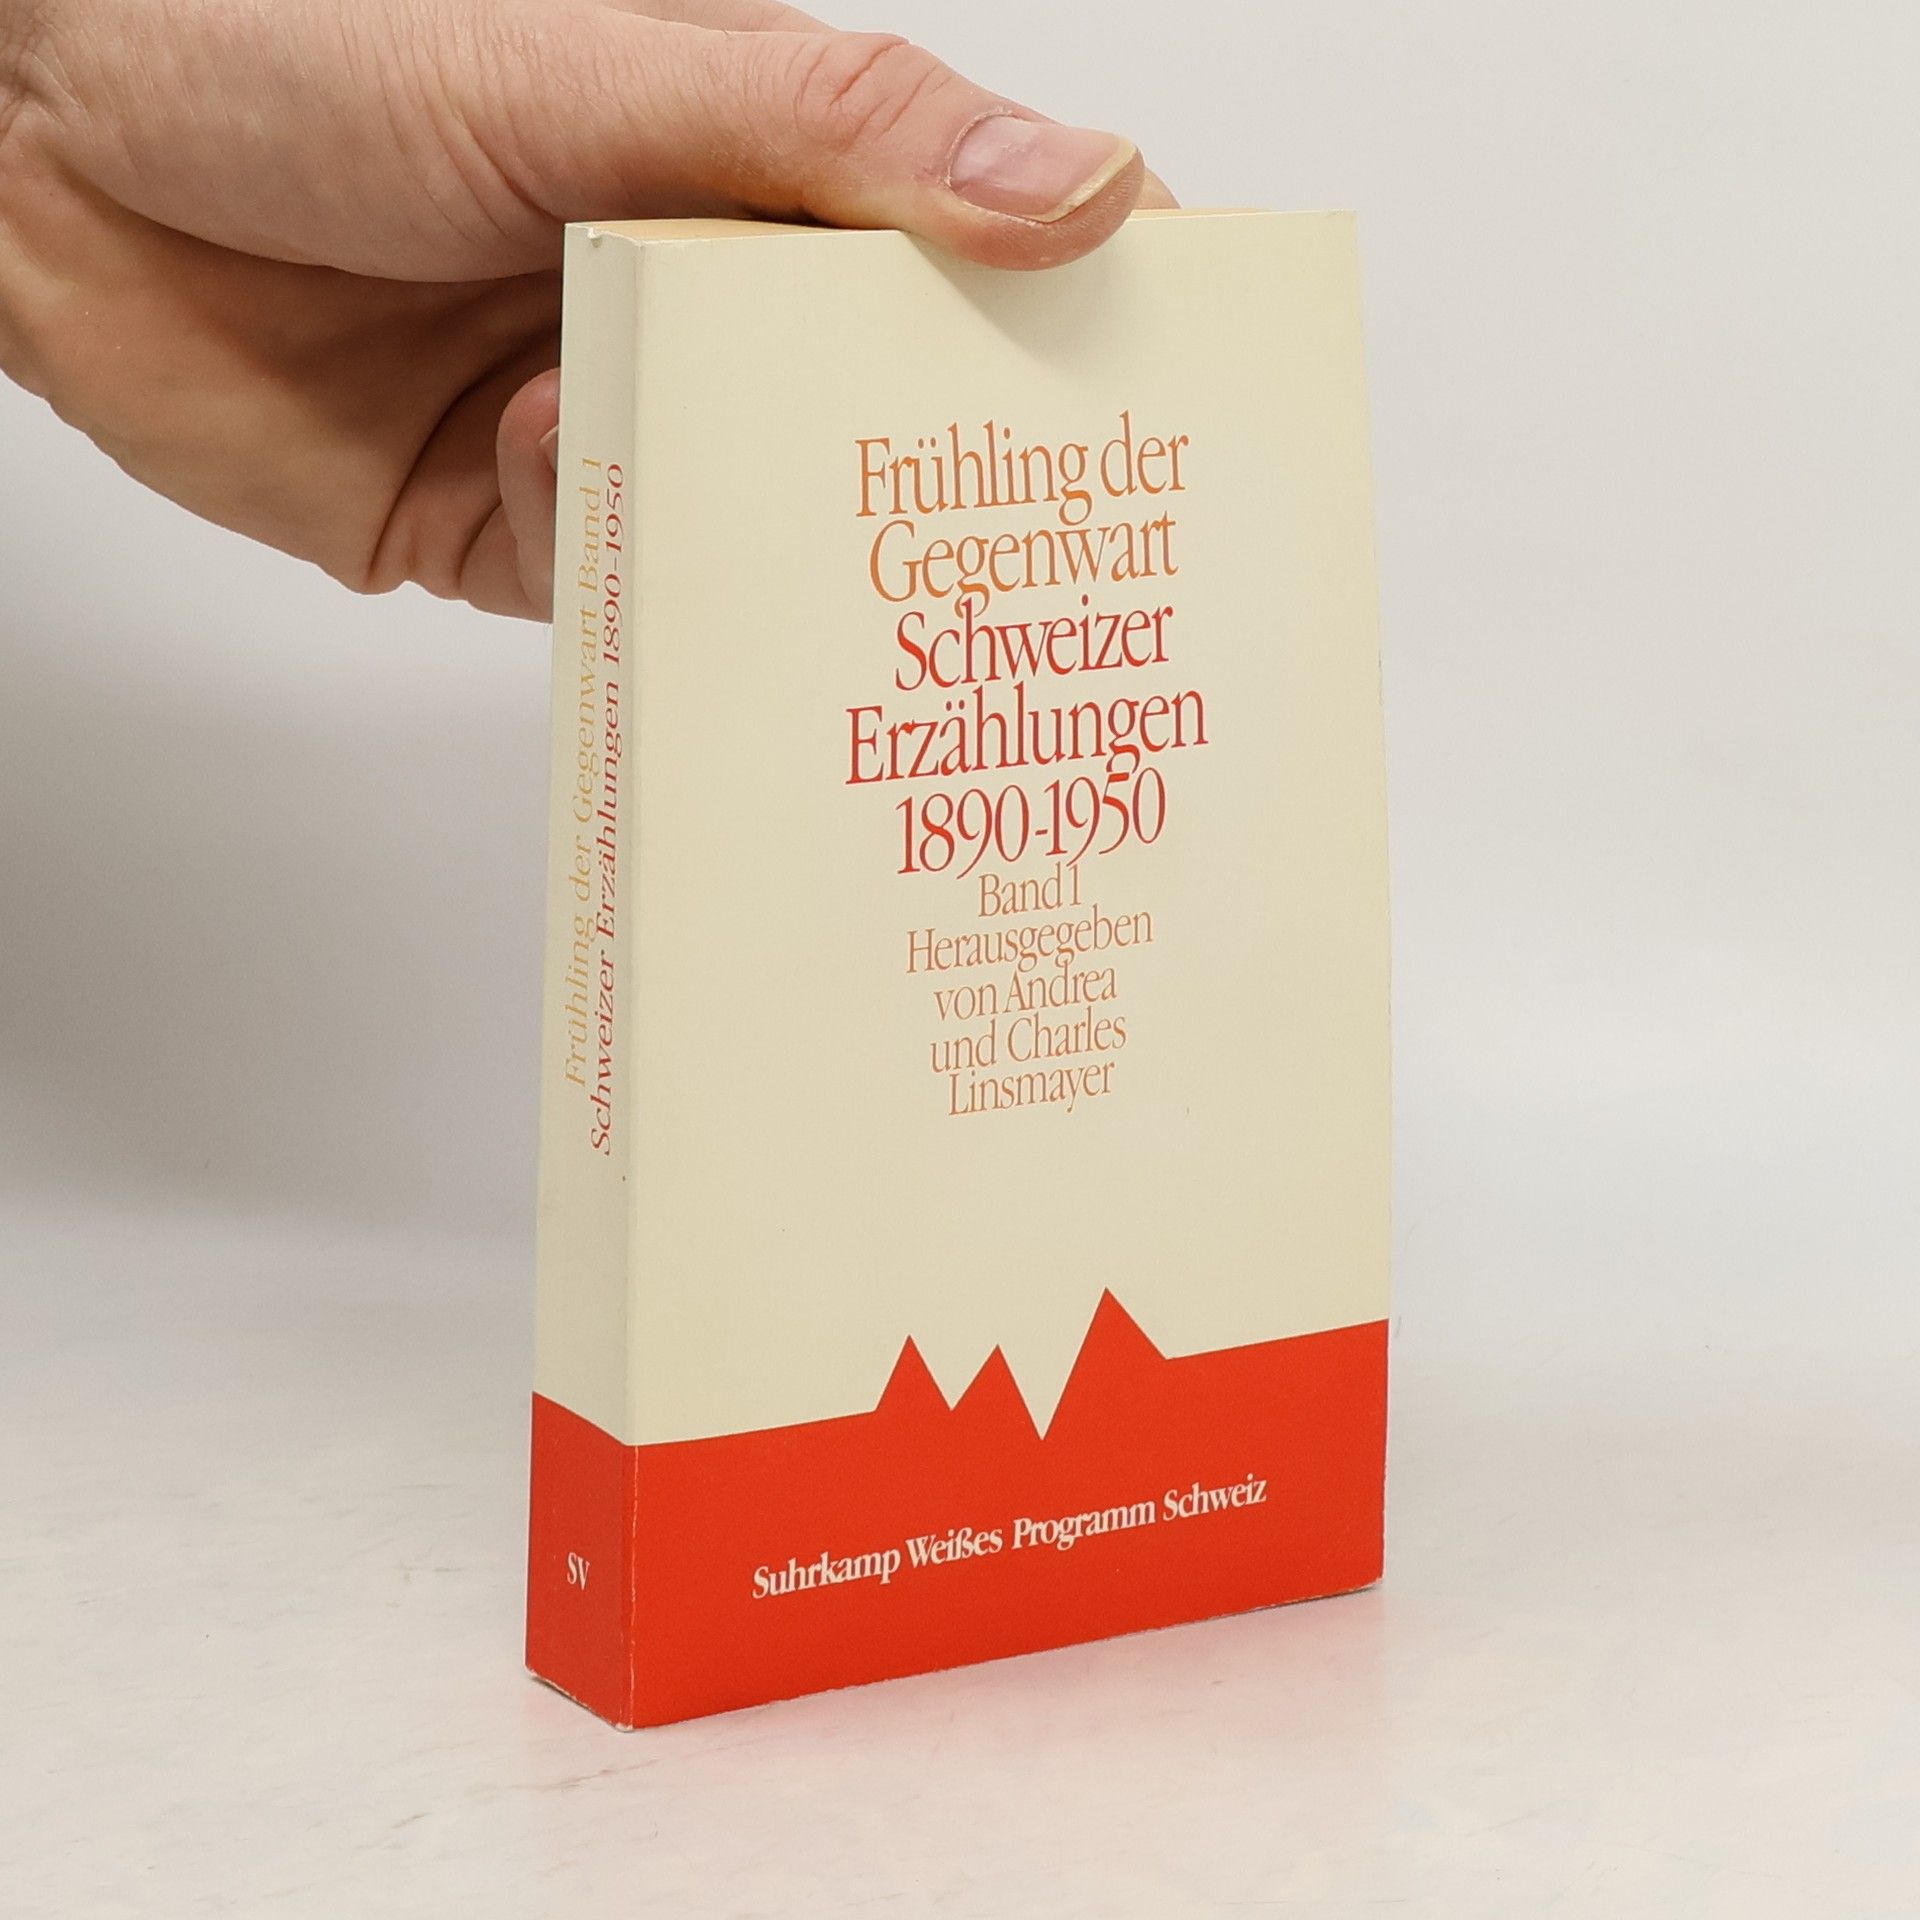 Frühling der Gegenwart Band 1
Schweizer Erzählungen 1890-1950
SV
Frühling der
Gegenwart
Schweizer
Erzählungen
1890-1950
Band 1
Herausgegeben
von Andrea
und Charles
Linsmayer
Suhrkamp Weißes Programm Schweiz